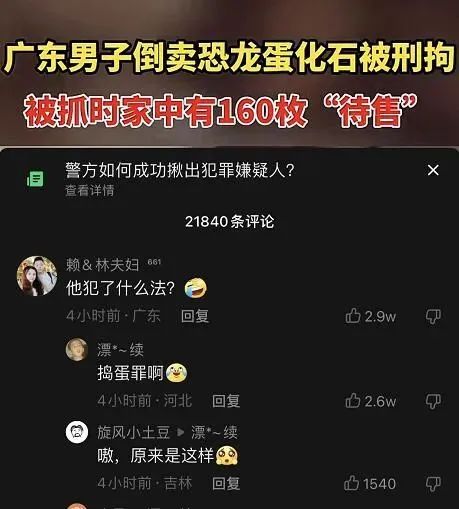 广东男子倒卖恐龙蛋化石被刑拘
被抓时家中有160枚“待售”
警方如何成功揪出犯罪嫌疑人?
查看详情
21840条评论
赖&林夫妇 661
他犯了什么法?🤣
4小时前·广东 回复 2.9w
漂*~续
捣蛋罪啊😂
4小时前·河北 回复 2.6w
旋风小土豆 ▶ 漂*~续
嗷,原来是这样🥺
4小时前·吉林 回复 1540